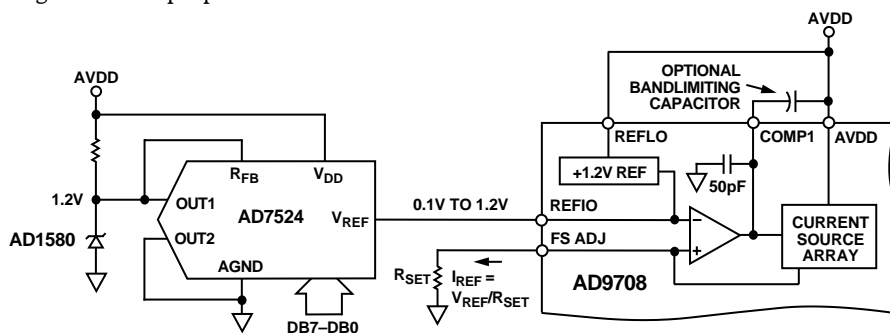 AVDD
OPTIONAL
BANDLIMITING
CAPACITOR
AVDD
REFLO
COMP1
AVDD
RFB
VDD
+1.2V REF
50pF
1.2V
OUT1
AD7524
VREF
0.1V TO 1.2V
REFIO
–
AD1580
OUT2
FS ADJ
+
CURRENT
SOURCE
ARRAY
AGND
RSET
IREF =
VREF/RSET
AD9708
DB7–DB0